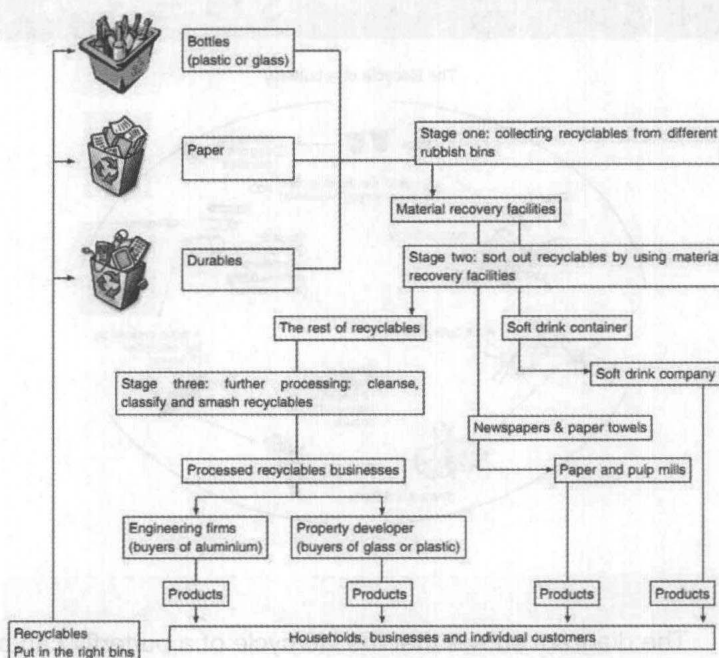 Bottles
(plastic or glass)
Paper
Durables
Stage one: collecting recyclables from different
rubbish bins
Material recovery facilities
Stage two: sort out recyclables by using material
recovery facilities
The rest of recyclables
Soft drink container
Stage three: further processing: cleanse,
classify and smash recyclables
Soft drink company
Newspapers & paper towels
Processed recyclables businesses
Paper and pulp mills
Engineering firms
(buyers of aluminium)
Property developer
(buyers of glass or plastic)
Products
Products
Products
Products
Recyclables
Put in the right bins
Households, businesses and individual customers